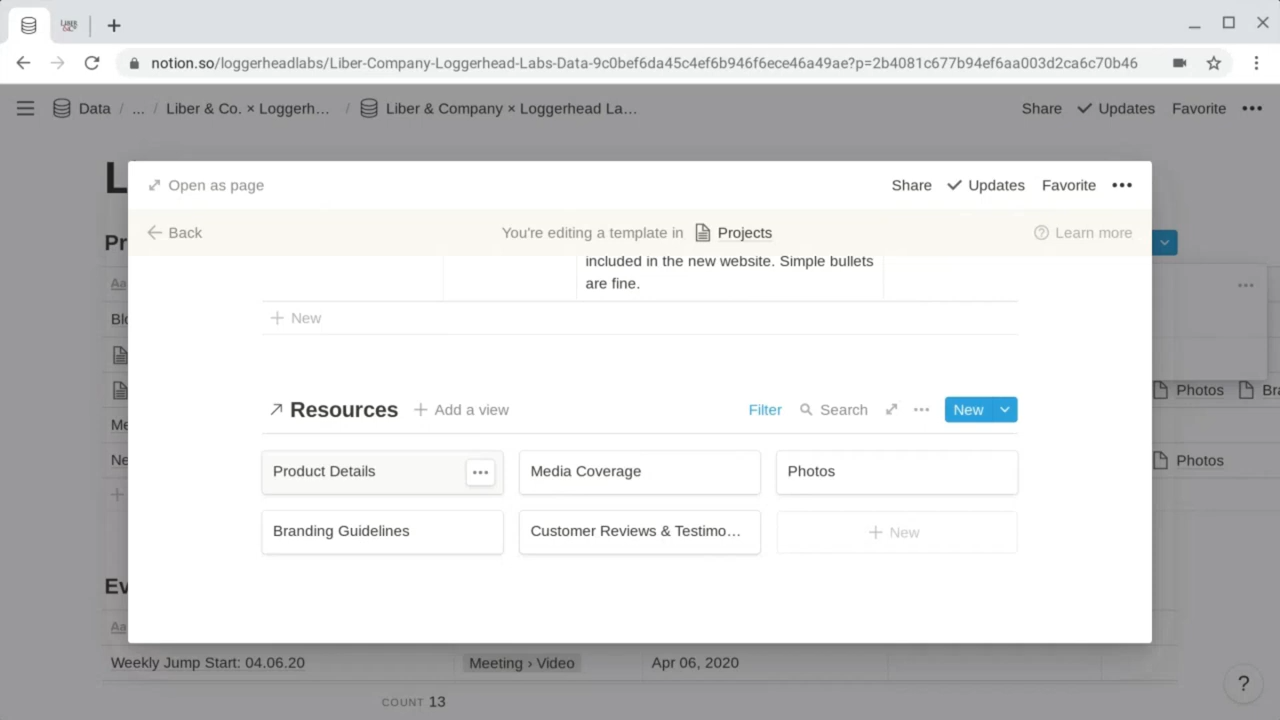 notion.so/loggerheadlabs/Liber-Company-Loggerhead-Labs-Data-9c0bef6da45c4ef6b946f6ece46a49ae?p=2b4081c677b94ef6aa003d2ca6c70b46
Data / ... / Liber & Co. × Loggerh… / Liber & Company × Loggerhead La…
Share Updates Favorite
L
Open as page
Share Updates Favorite
Back
You're editing a template in Projects
Learn more
Pr
included in the new website. Simple bullets
are fine.
Aa
New
Blo
Photos Bra
Resources
Add a view
Filter Search New
Me
Ne
Photos
Product Details
Media Coverage
Photos
Branding Guidelines
Customer Reviews & Testimo…
New
Ev
Aa
Weekly Jump Start: 04.06.20
Meeting › Video
Apr 06, 2020
COUNT 13
?